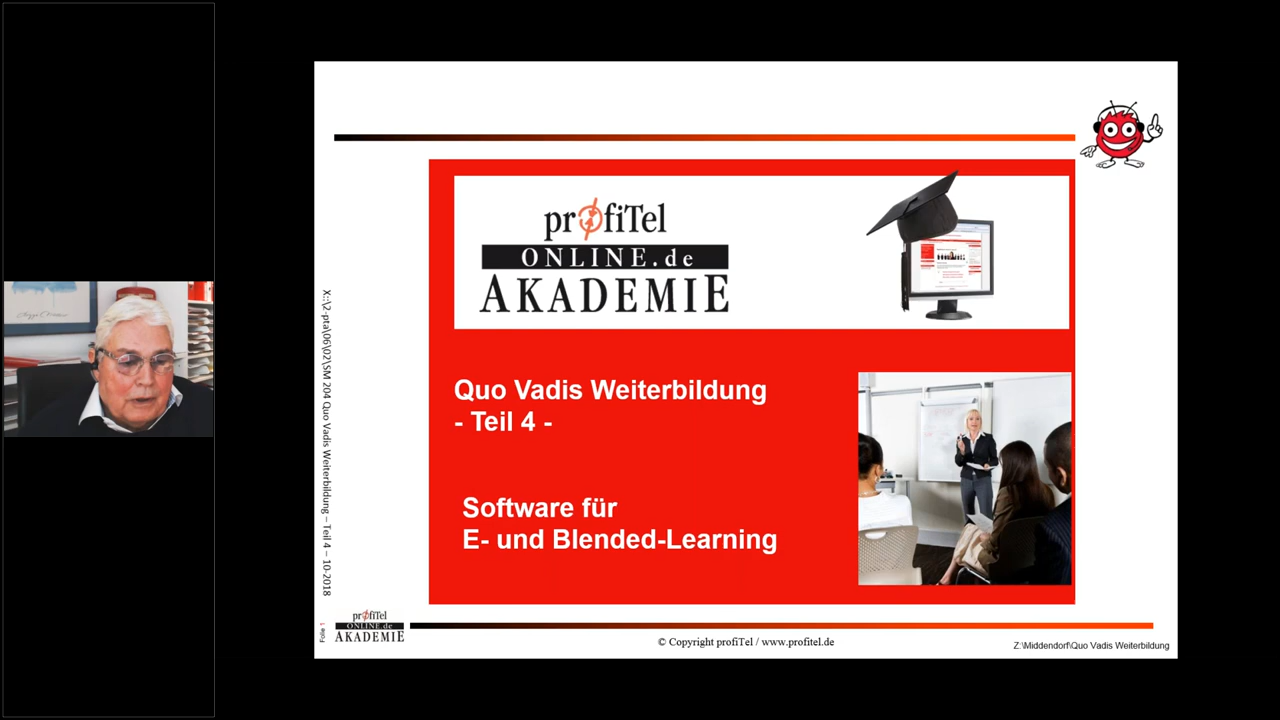 profiTel
ONLINE.de
AKADEMIE
Quo Vadis Weiterbildung
- Teil 4 -
Software für
E- und Blended-Learning
X:\2-pta\06\02\SM 204 Quo Vadis Weiterbildung – Teil 4 – 10-2018
profiTel
ONLINE.de
AKADEMIE
© Copyright profiTel / www.profitel.de
Z:\Middendorf\Quo Vadis Weiterbildung